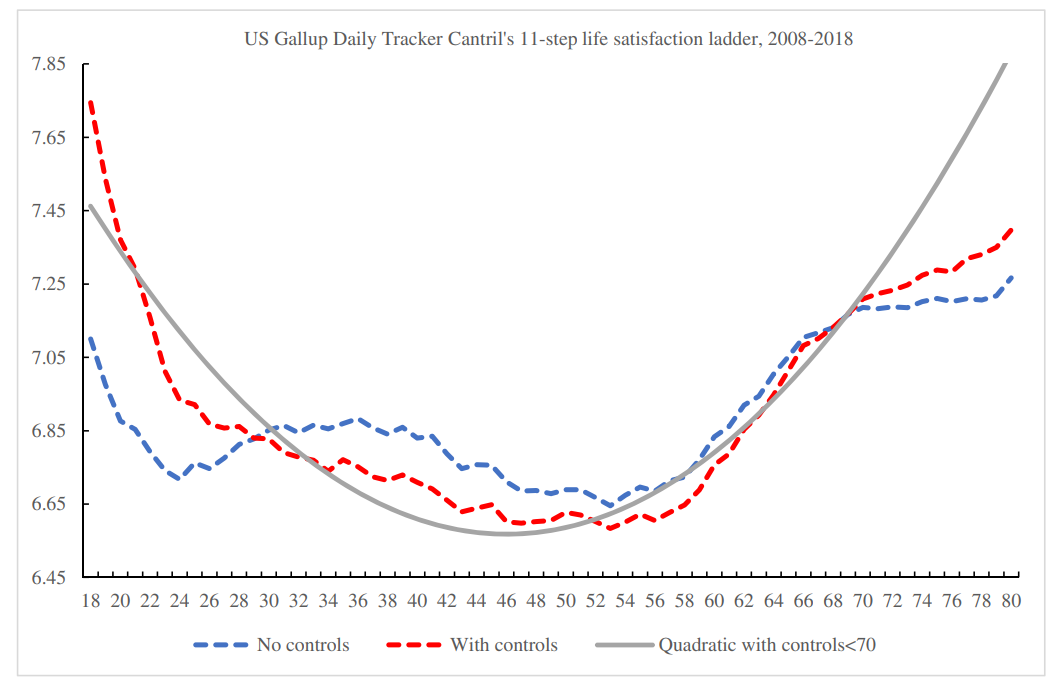 US Gallup Daily Tracker Cantril's 11-step life satisfaction ladder, 2008-2018
7.85
7.65
7.45
7.25
7.05
6.85
6.65
6.45
18 20 22 24 26 28 30 32 34 36 38 40 42 44 46 48 50 52 54 56 58 60 62 64 66 68 70 72 74 76 78 80
No controls With controls Quadratic with controls<70